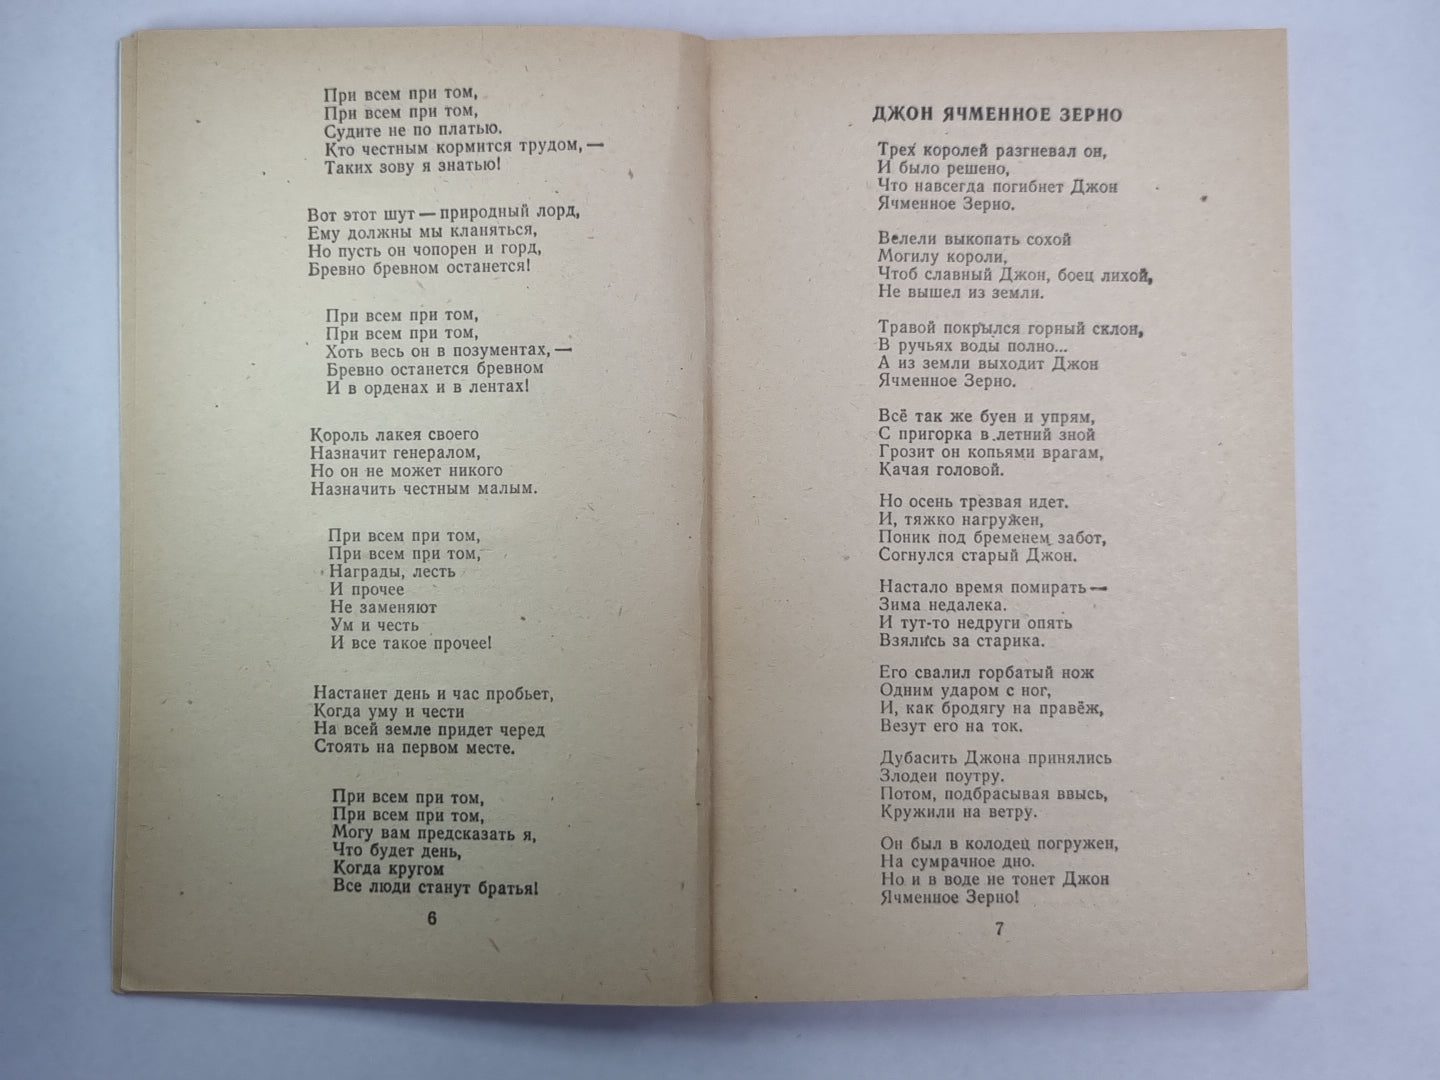 При всем при том,
При всем при том,
Судите не по платью.
Кто честным кормится трудом,—
Таких зову я знатью!
Вот этот шут — природный лорд,
Ему должны мы кланяться,
Но пусть он чопорен и горд,
Бревно бревном останется!
При всем при том,
При всем при том,
Хоть весь он в позументах,—
Бревно останется бревном
И в орденах и в лентах!
Король лакея своего
Назначит генералом,
Но он не может никого
Назначить честным малым.
При всем при том,
При всем при том,
Награды, лесть
И прочее
Не заменяют
Ум и честь
И все такое прочее!
Настанет день и час пробьет,
Когда уму и чести
На всей земле придет черед
Стоять на первом месте.
При всем при том,
При всем при том,
Могу вам предсказать я,
Что будет день,
Когда кругом
Все люди станут братья!
6
ДЖОН ЯЧМЕННОЕ ЗЕРНО
Трех королей разгневал он,
И было решено,
Что навсегда погибнет Джон
Ячменное Зерно.
Велели выкопать сохой
Могилу короли,
Чтоб славный Джон, боец лихой,
Не вышел из земли.
Травой покрылся горный склон,
В ручьях воды полно...
А из земли выходит Джон
Ячменное Зерно.
Всё так же буен и упрям,
С пригорка в летний зной
Грозит он копьями врагам,
Качая головой.
Но осень трезвая идет.
И, тяжко нагружен,
Поник под бременем забот,
Согнулся старый Джон.
Настало время помирать —
Зима недалека.
И тут-то недруги опять
Взялись за старика.
Его свалил горбатый нож
Одним ударом с ног,
И, как бродягу на правёж,
Везут его на ток.
Дубасить Джона принялись
Злодеи поутру.
Потом, подбрасывая ввысь,
Кружили на ветру.
Он был в колодец погружен,
На сумрачное дно.
Но и в воде не тонет Джон
Ячменное Зерно!
7